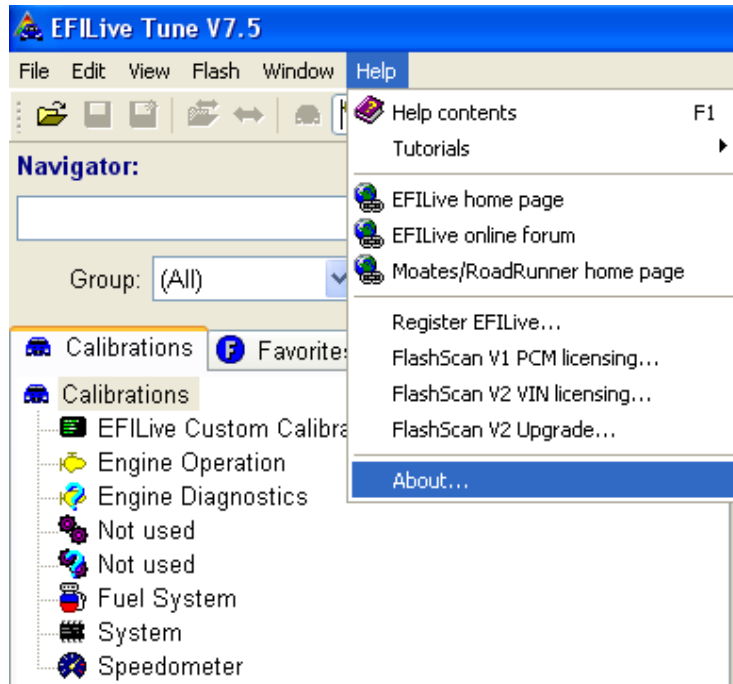 EFILive Tune V7.5
File Edit View Flash Window Help
Help contents F1
Tutorials
EFILive home page
EFILive online forum
Moates/RoadRunner home page
Register EFILive...
FlashScan V1 PCM licensing...
FlashScan V2 VIN licensing...
FlashScan V2 Upgrade...
About...
Navigator:
Group: (All)
Calibrations F Favorites
Calibrations
EFILive Custom Calibra
Engine Operation
Engine Diagnostics
Not used
Not used
Fuel System
System
Speedometer